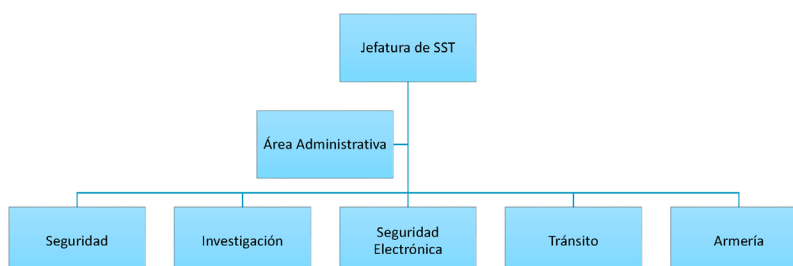 Jefatura de SST
Área Administrativa
Seguridad
Investigación
Seguridad
Electrónica
Tránsito
Armería